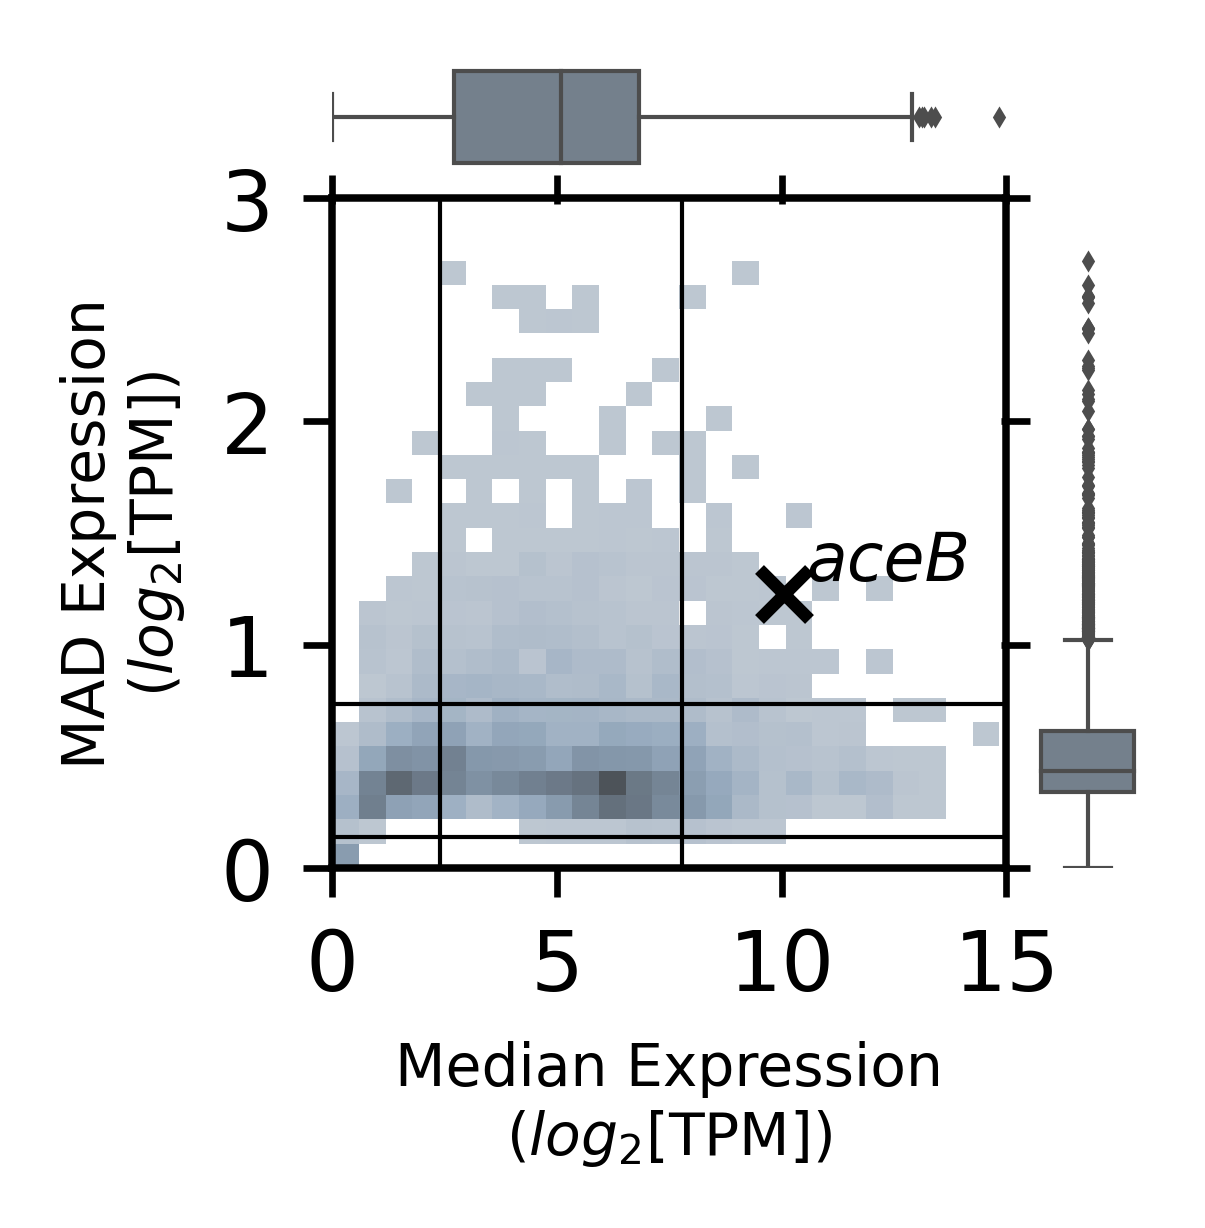 3
2
1
0
MAD Expression
(log₂[TPM])
aceB
0 5 10 15
Median Expression
(log₂[TPM])